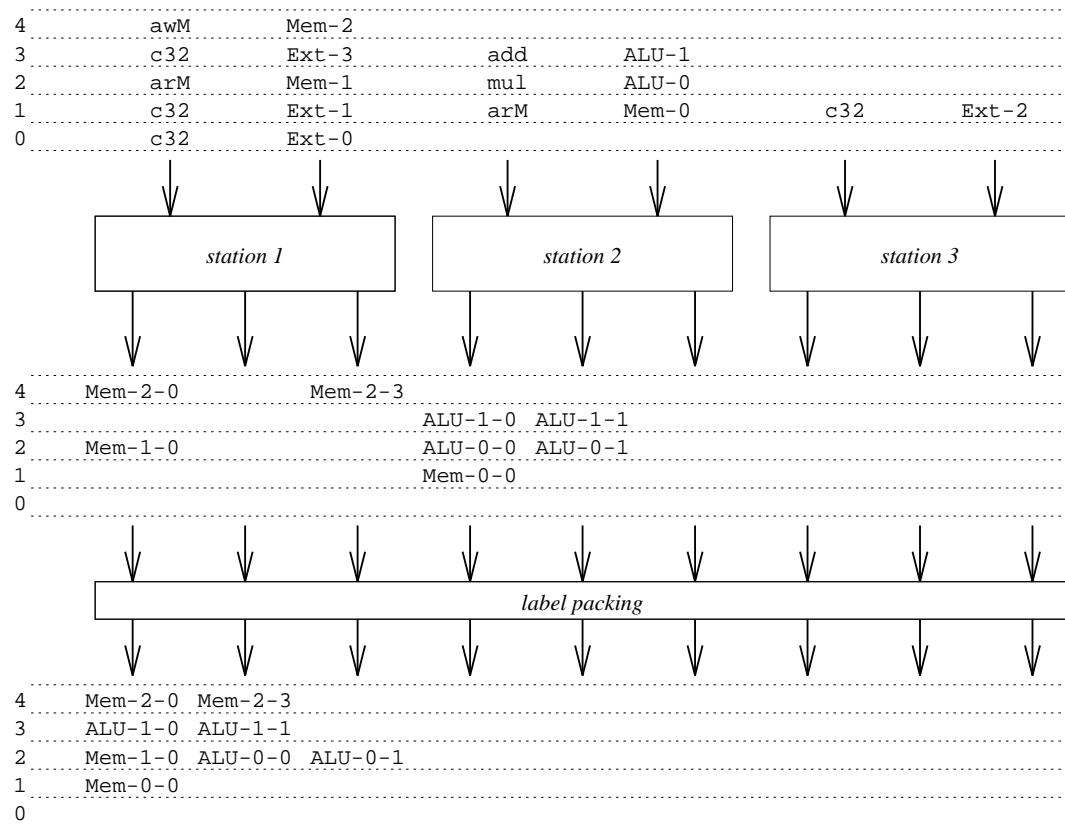 4 awM Mem-2
3 c32 Ext-3 add ALU-1
2 arM Mem-1 mul ALU-0
1 c32 Ext-1 arM Mem-0 c32 Ext-2
0 c32 Ext-0
station 1 station 2 station 3
4 Mem-2-0 Mem-2-3
3 ALU-1-0 ALU-1-1
2 Mem-1-0 ALU-0-0 ALU-0-1
1 Mem-0-0
0
label packing
4 Mem-2-0 Mem-2-3
3 ALU-1-0 ALU-1-1
2 Mem-1-0 ALU-0-0 ALU-0-1
1 Mem-0-0
0